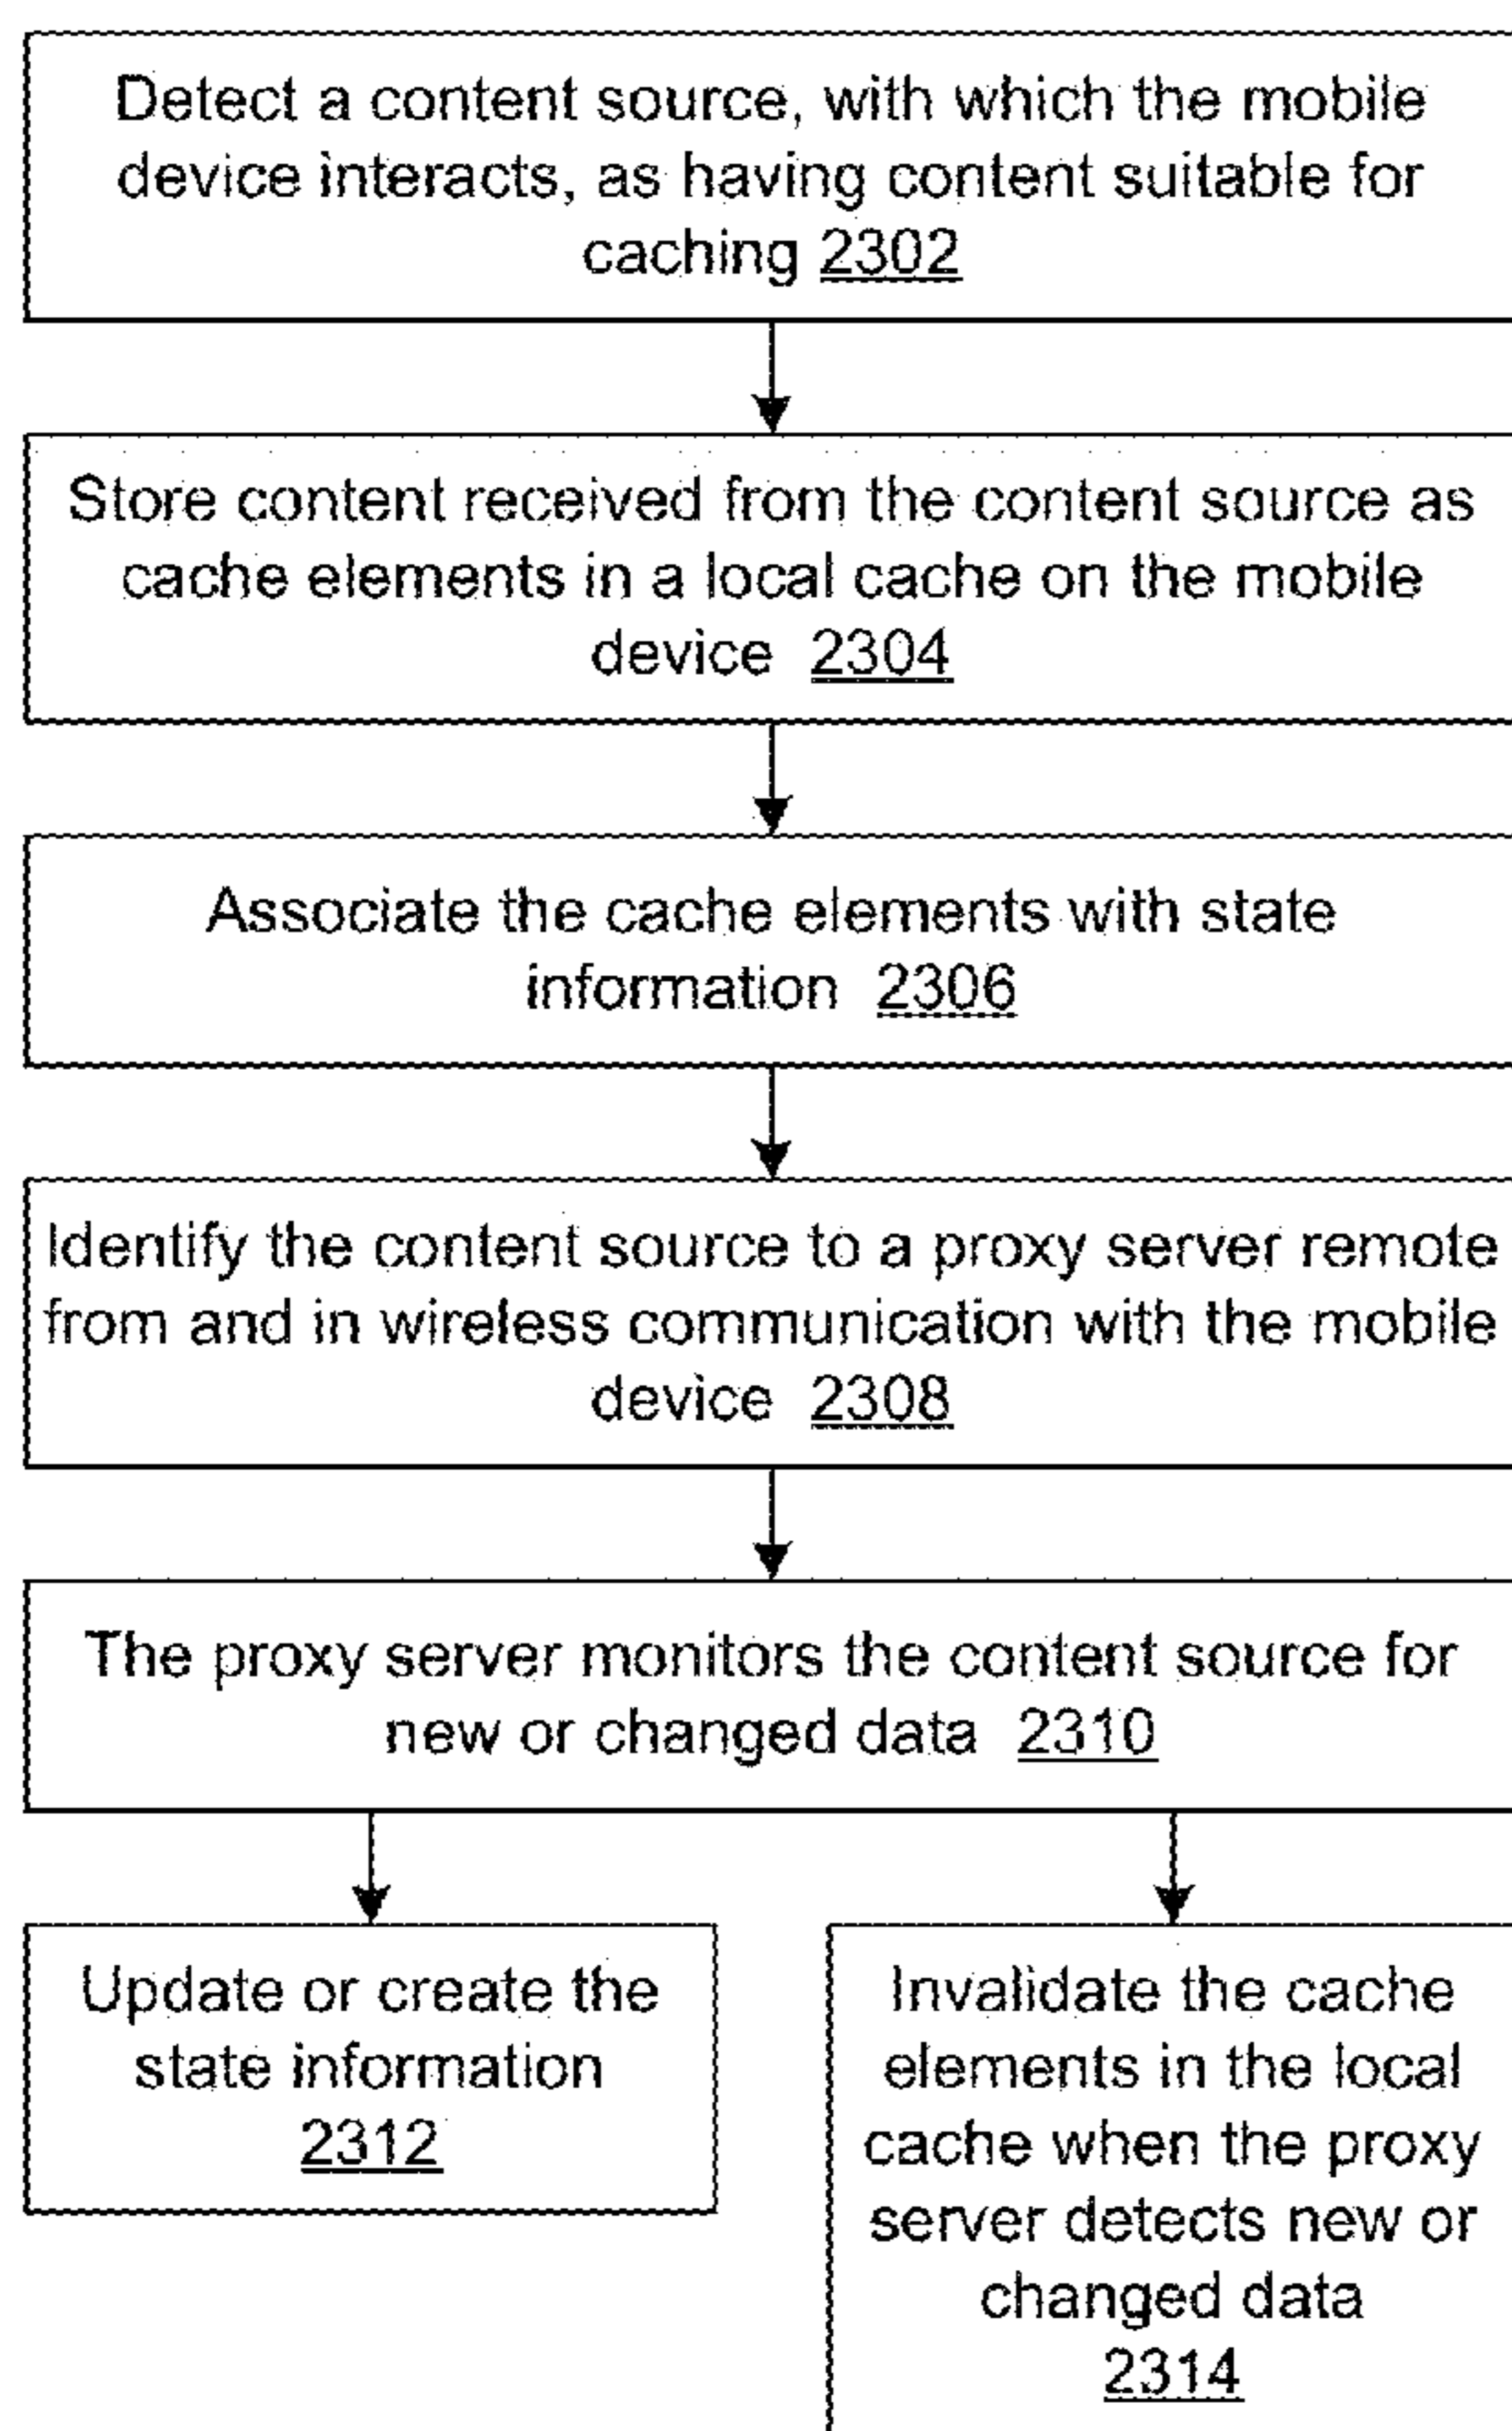 Detect a content source, with which the mobile
device interacts, as having content suitable for
caching 2302
Store content received from the content source as
cache elements in a local cache on the mobile
device 2304
Associate the cache elements with state
information 2306
Identify the content source to a proxy server remote
from and in wireless communication with the mobile
device 2308
The proxy server monitors the content source for
new or changed data 2310
Update or create the
state information
2312
Invalidate the cache
elements in the local
cache when the proxy
server detects new or
changed data
2314